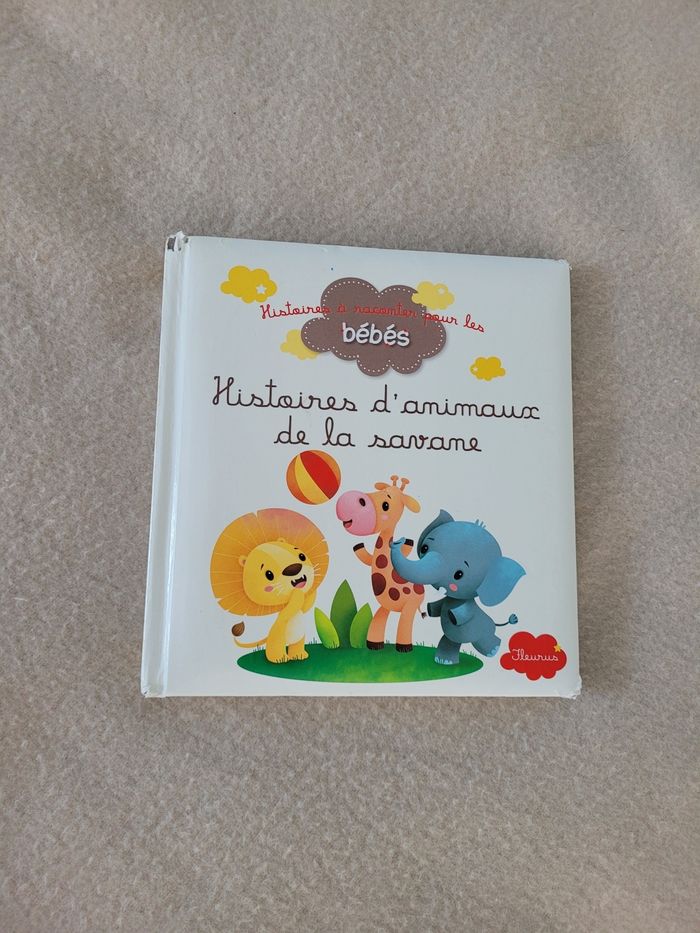 Histoires à raconter pour les
bébés
Histoires d'animaux
de la savane
Fleurus